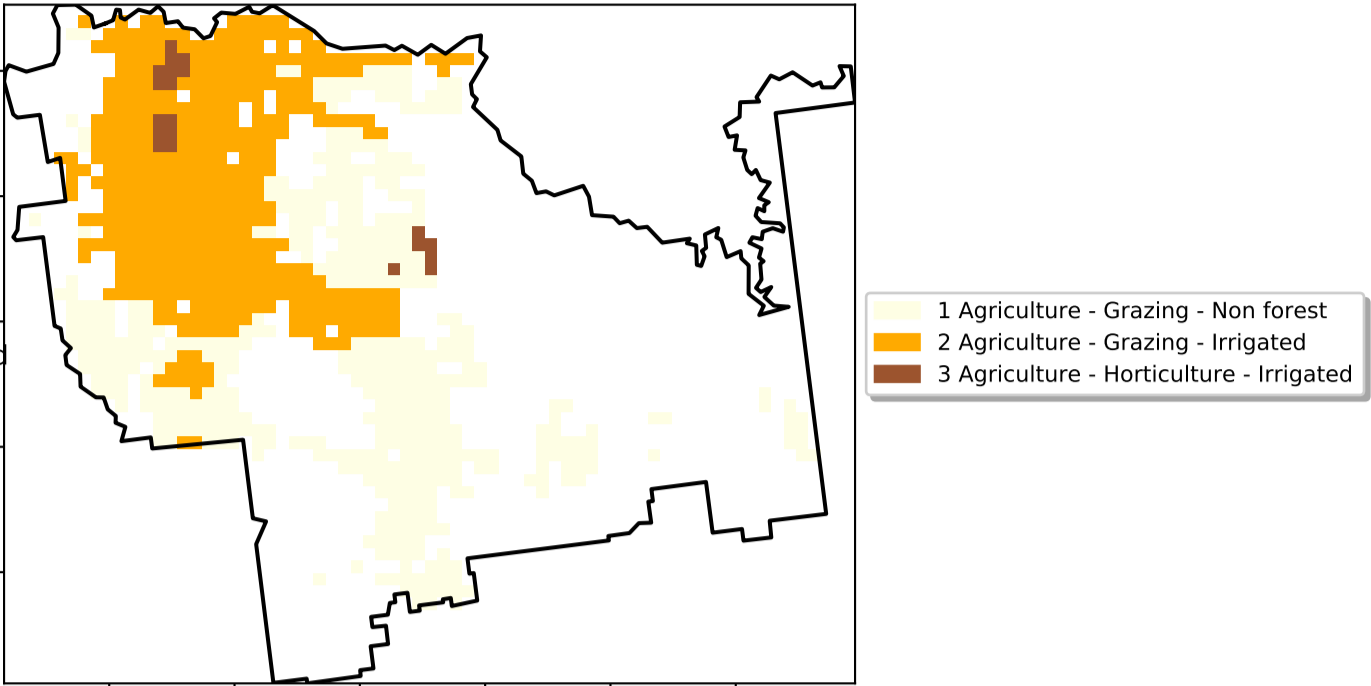 1 Agriculture - Grazing - Non forest
2 Agriculture - Grazing - Irrigated
3 Agriculture - Horticulture - Irrigated